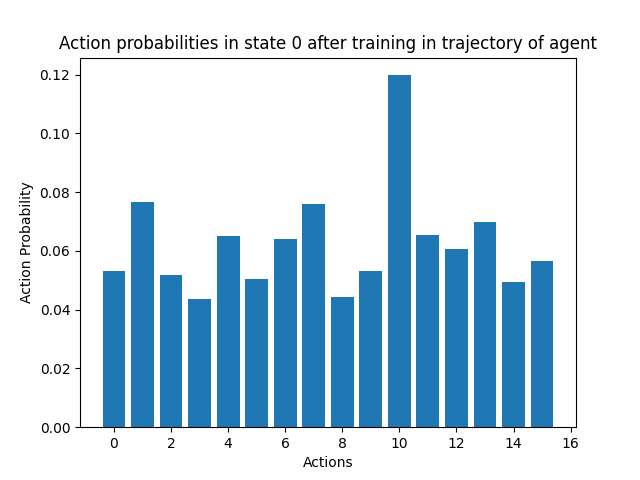 Action probabilities in state 0 after training in trajectory of agent
0.12
0.10
0.08
0.06
0.04
0.02
0.00
Action Probability
0 2 4 6 8 10 12 14 16
Actions